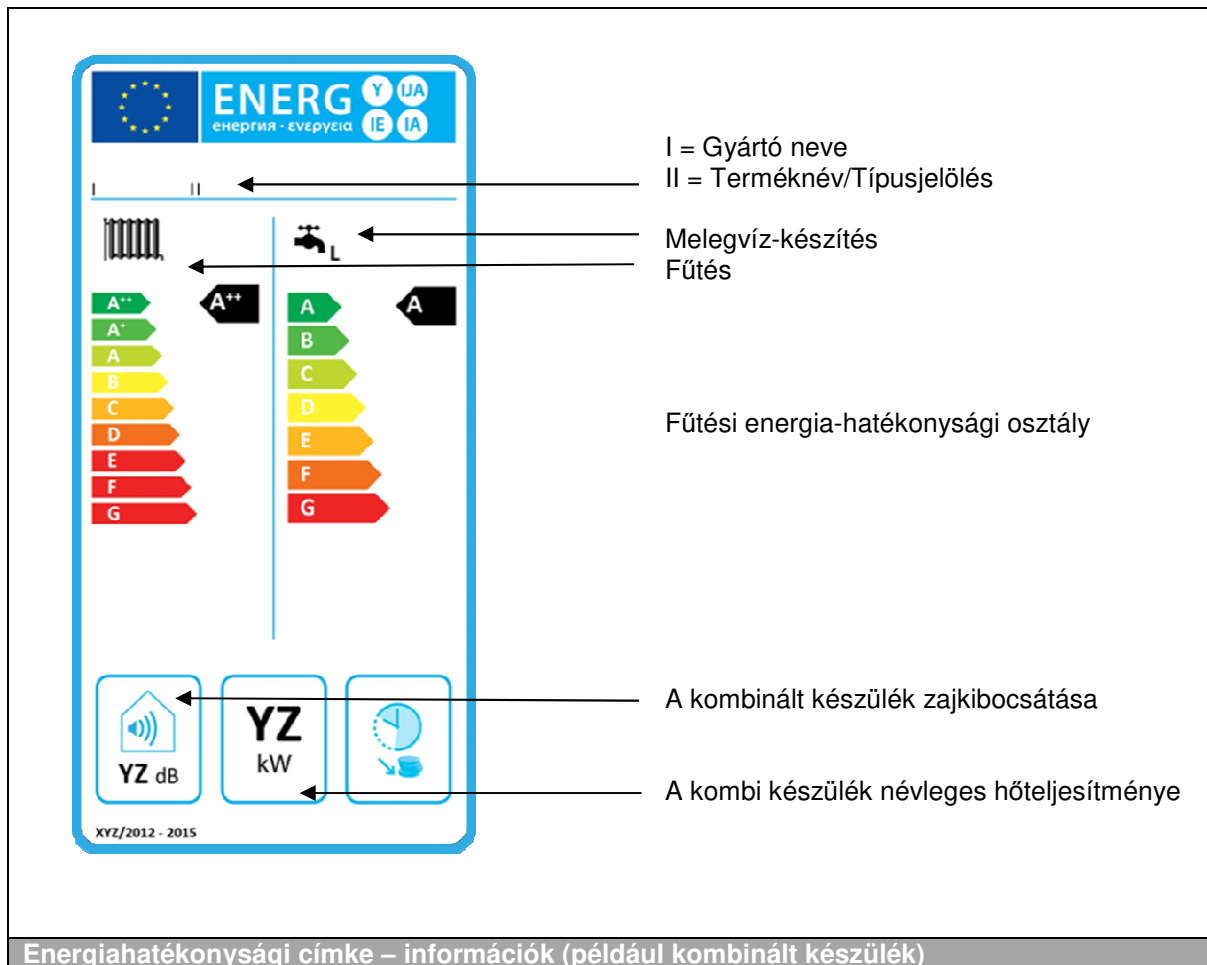 ENERG Y IJA
енергия · ενεργεια IE IA
I = Gyártó neve
II = Terméknév/Típusjelölés
I II
Melegvíz-készítés
L
Fűtés
A++ A++ A A
A+
B
A
C
B
D
C
E
D
F
E
G
F
G
Fűtési energia-hatékonysági osztály
A kombinált készülék zajkibocsátása
YZ
kW
YZ dB
A kombi készülék névleges hőteljesítménye
XYZ/2012 - 2015
Energiahatékonysági címke – információk (például kombinált készülék)